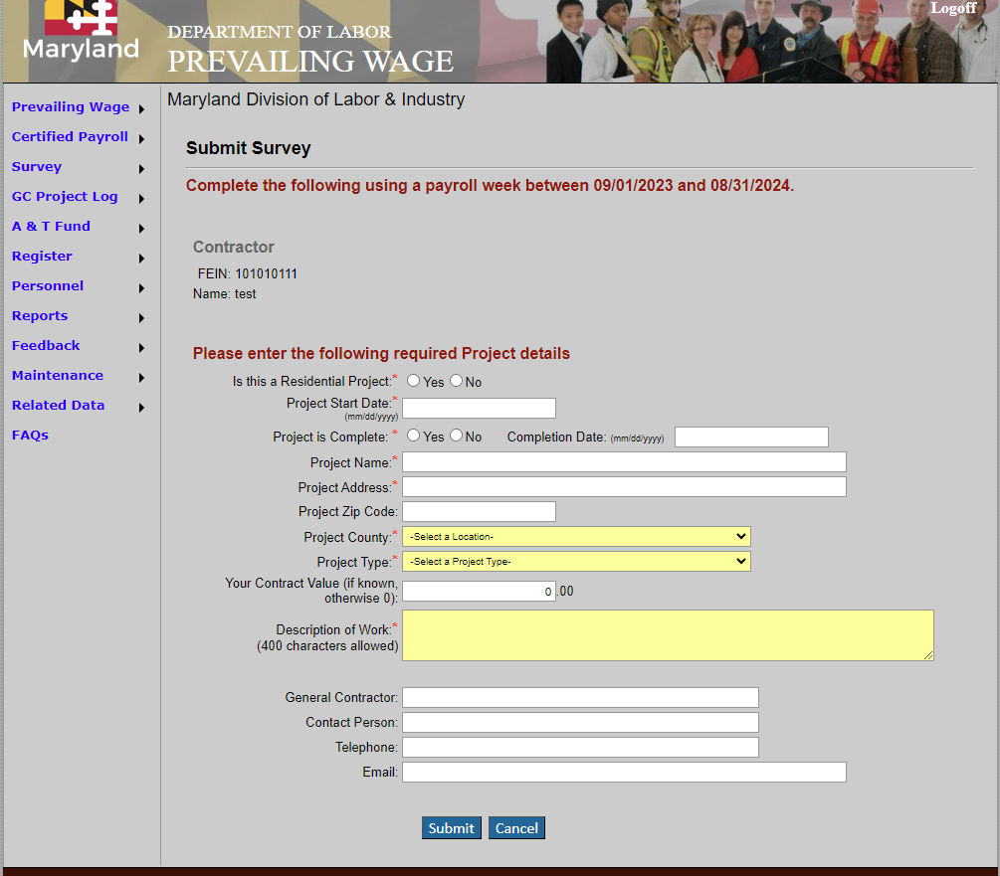 Logoff
Maryland
DEPARTMENT OF LABOR
PREVAILING WAGE
Prevailing Wage
Certified Payroll
Survey
GC Project Log
A & T Fund
Register
Personnel
Reports
Feedback
Maintenance
Related Data
FAQs
Maryland Division of Labor & Industry
Submit Survey
Complete the following using a payroll week between 09/01/2023 and 08/31/2024.
Contractor
FEIN: 101010111
Name: test
Please enter the following required Project details
Is this a Residential Project:* Yes No
Project Start Date:*
(mm/dd/yyyy)
Project is Complete: * Yes No Completion Date: (mm/dd/yyyy)
Project Name:*
Project Address:*
Project Zip Code:
Project County:* -Select a Location-
Project Type:* -Select a Project Type-
Your Contract Value (if known,
otherwise 0): 0 .00
Description of Work:*
(400 characters allowed)
General Contractor:
Contact Person:
Telephone:
Email:
Submit Cancel